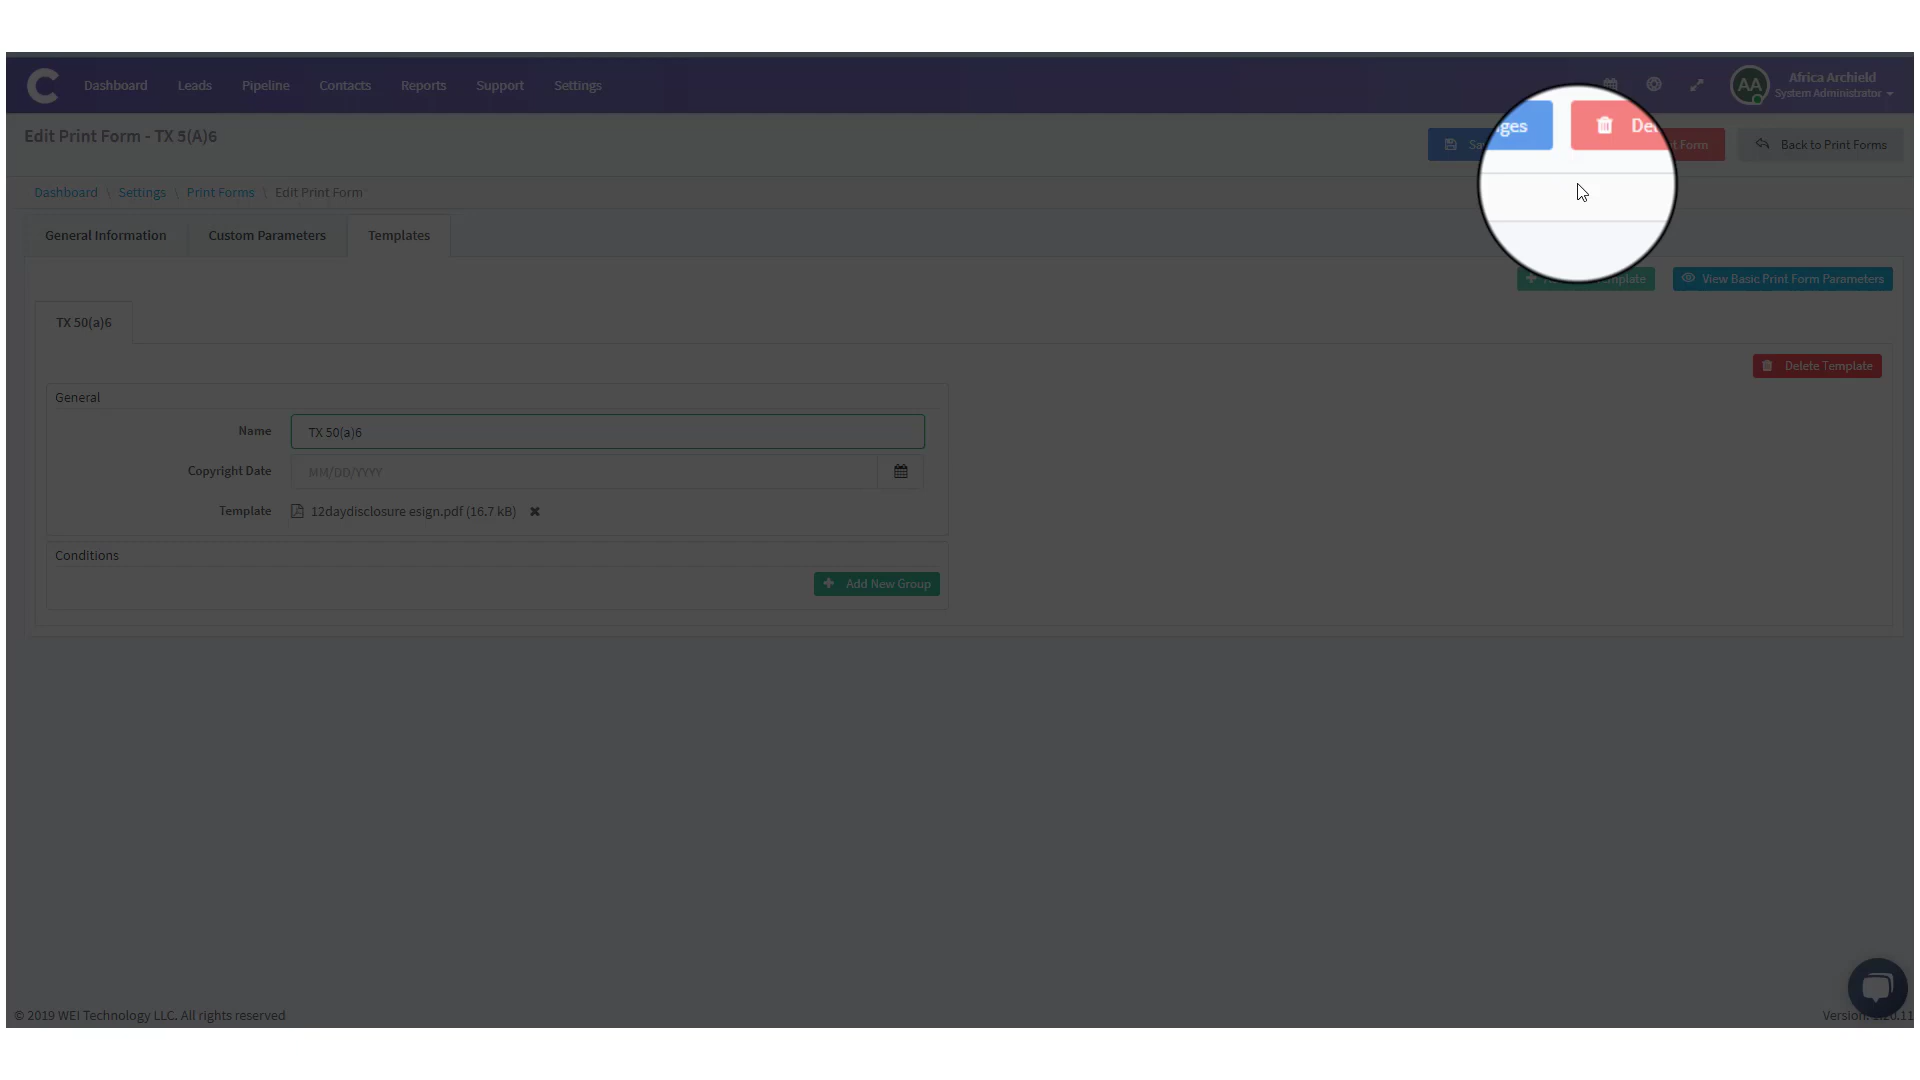 Dashboard Leads Pipeline Contacts Reports Support Settings
AA
Africa Archield
System Administrator
Edit Print Form - TX 5(A)6
ges
Form
Back to Print Forms
Dashboard \ Settings \ Print Forms \ Edit Print Form
General Information
Custom Parameters
Templates
View Basic Print Form Parameters
TX 50(a)6
Delete Template
General
Name
TX 50(a)6
Copyright Date
MM/DD/YYYY
Template
12daydisclosure esign.pdf (16.7 kB)
Conditions
Add New Group
© 2019 WEI Technology LLC. All rights reserved